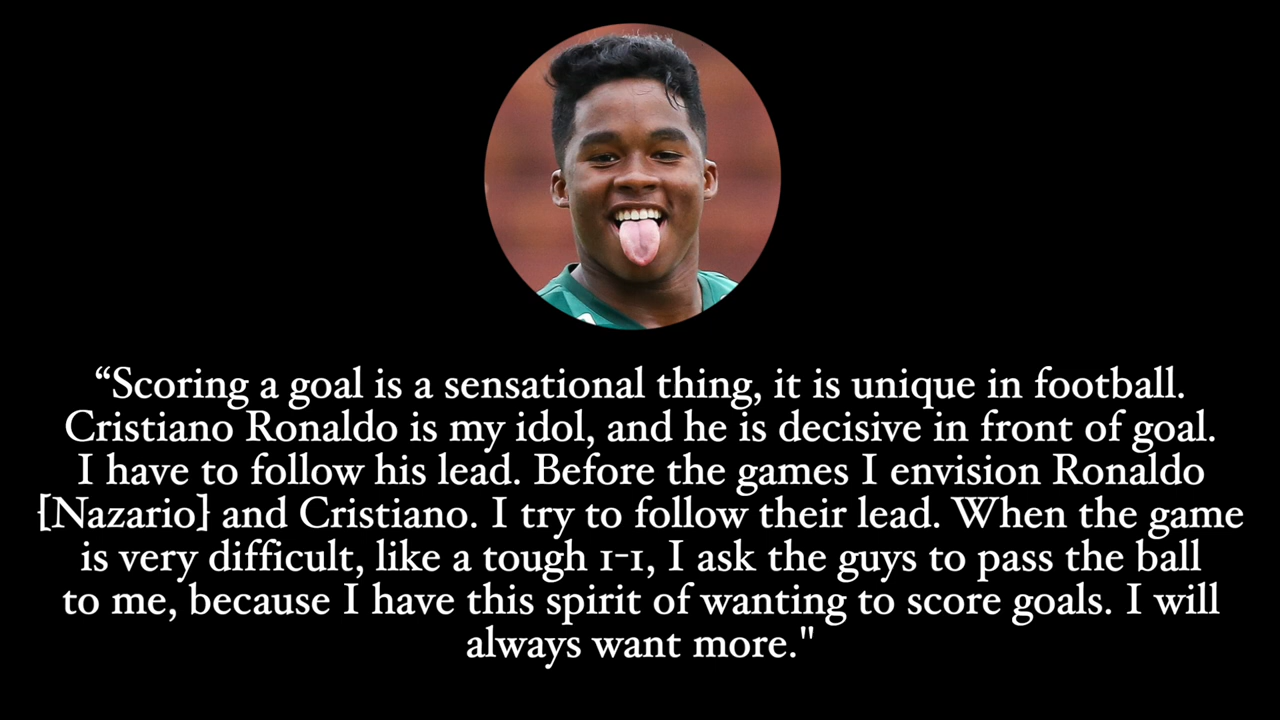 “Scoring a goal is a sensational thing, it is unique in football.
Cristiano Ronaldo is my idol, and he is decisive in front of goal.
I have to follow his lead. Before the games I envision Ronaldo
[Nazario] and Cristiano. I try to follow their lead. When the game
is very difficult, like a tough 1-1, I ask the guys to pass the ball
to me, because I have this spirit of wanting to score goals. I will
always want more."